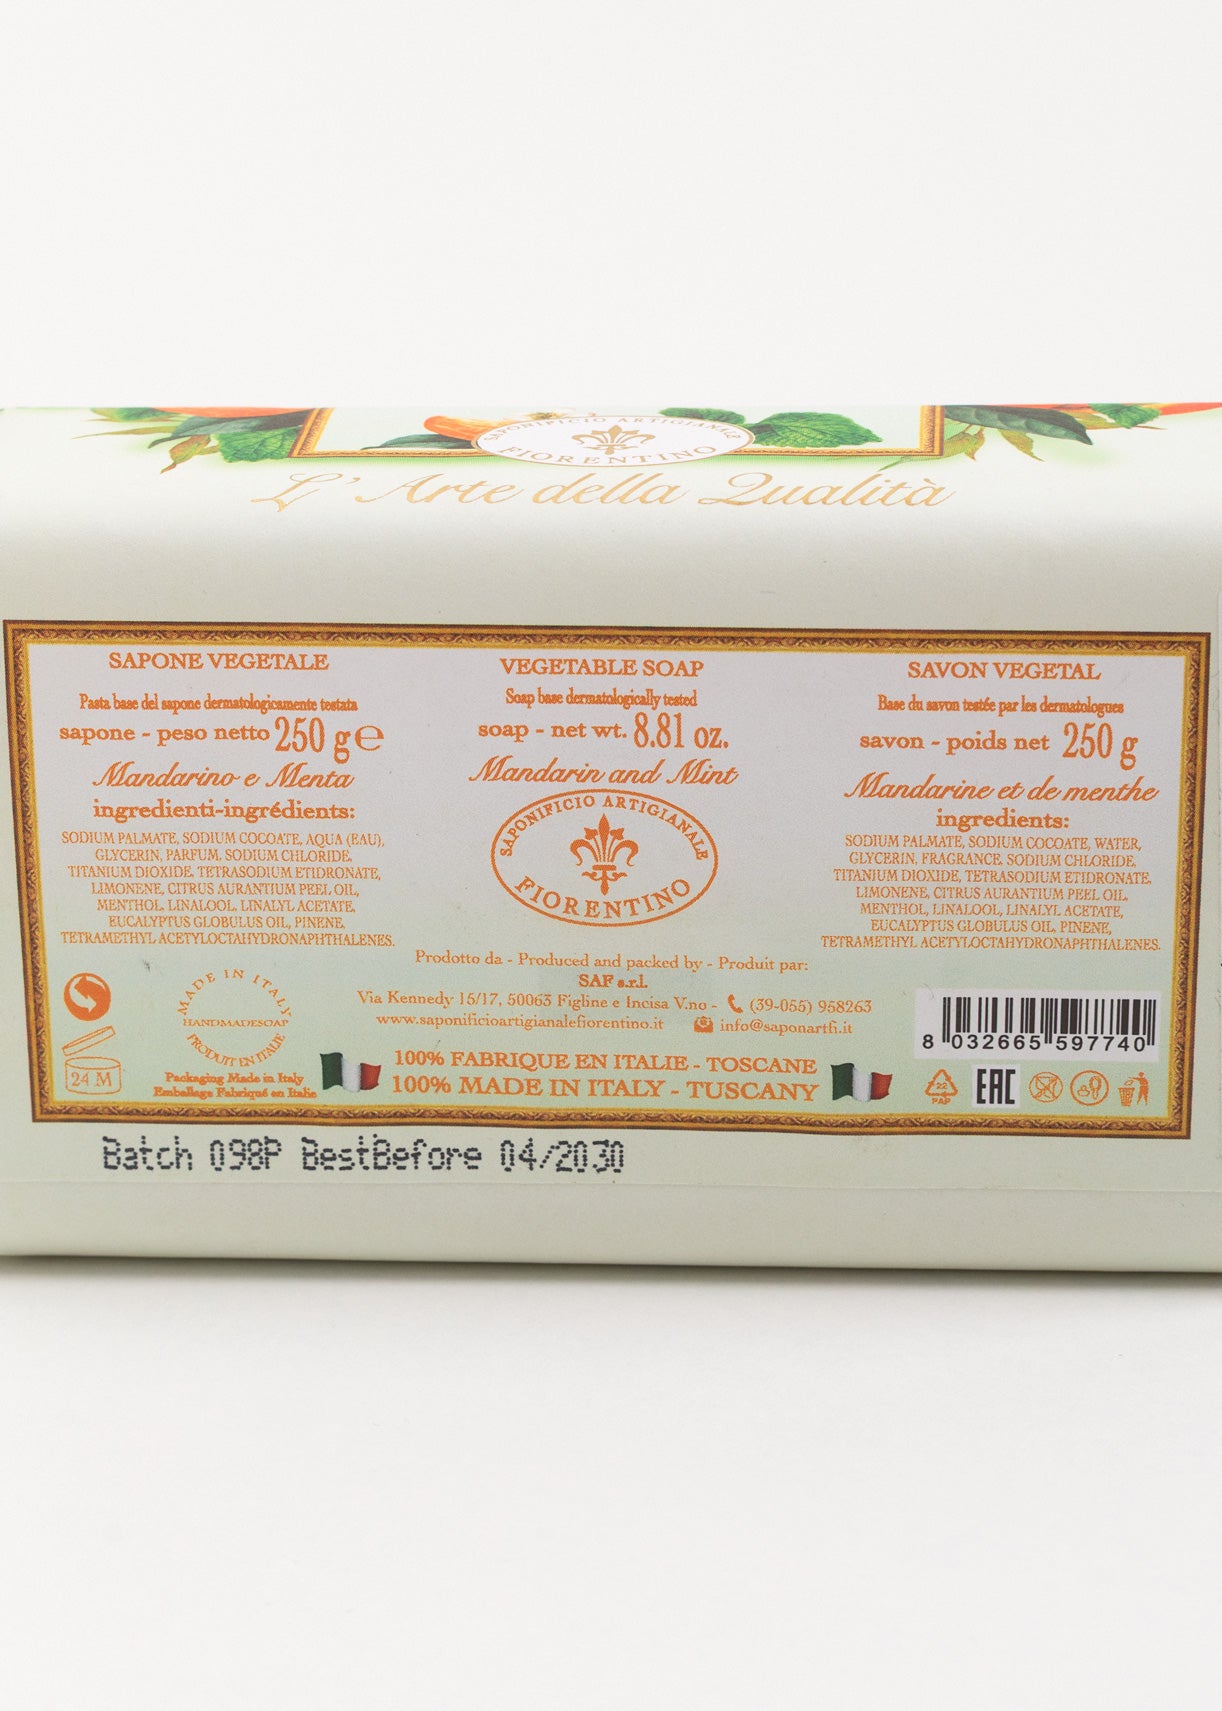 SAPONIFICIO ARTIGIANALE
FIORENTINO
L'Arte della Qualità
SAPONE VEGETALE
Pasta base del sapone dermatologicamente testata
sapone - peso netto 250 g e
Mandarino e Menta
ingredienti-ingrédients:
SODIUM PALMATE, SODIUM COCOATE, AQUA (EAU),
GLYCERIN, PARFUM, SODIUM CHLORIDE,
TITANIUM DIOXIDE, TETRASODIUM ETIDRONATE,
LIMONENE, CITRUS AURANTIUM PEEL OIL,
MENTHOL, LINALOOL, LINALYL ACETATE,
EUCALYPTUS GLOBULUS OIL, PINENE,
TETRAMETHYL ACETYLOCTAHYDRONAPHTHALENES.
VEGETABLE SOAP
Soap base dermatologically tested
soap - net wt. 8.81 oz.
Mandarin and Mint
SAPONIFICIO ARTIGIANALE
FIORENTINO
SAVON VEGETAL
Base du savon testée par les dermatologues
savon - poids net 250 g
Mandarine et de menthe
ingredients:
SODIUM PALMATE, SODIUM COCOATE, WATER,
GLYCERIN, FRAGRANCE, SODIUM CHLORIDE,
TITANIUM DIOXIDE, TETRASODIUM ETIDRONATE,
LIMONENE, CITRUS AURANTIUM PEEL OIL,
MENTHOL, LINALOOL, LINALYL ACETATE,
EUCALYPTUS GLOBULUS OIL, PINENE,
TETRAMETHYL ACETYLOCTAHYDRONAPHTHALENES.
24 M
MADE IN ITALY
HANDMADESOAP
PRODUIT EN ITALIE
Packaging Made in Italy
Emballage Fabriqué en Italie
Prodotto da - Produced and packed by - Produit par:
SAF s.r.l.
Via Kennedy 15/17, 50063 Figline e Incisa V.no - (39-055) 958263
www.saponificioartigianalefiorentino.it info@saponartfi.it
100% FABRIQUE EN ITALIE - TOSCANE
100% MADE IN ITALY - TUSCANY
8 032665 597740
22
PAP
EAC
Batch 098P BestBefore 04/2030